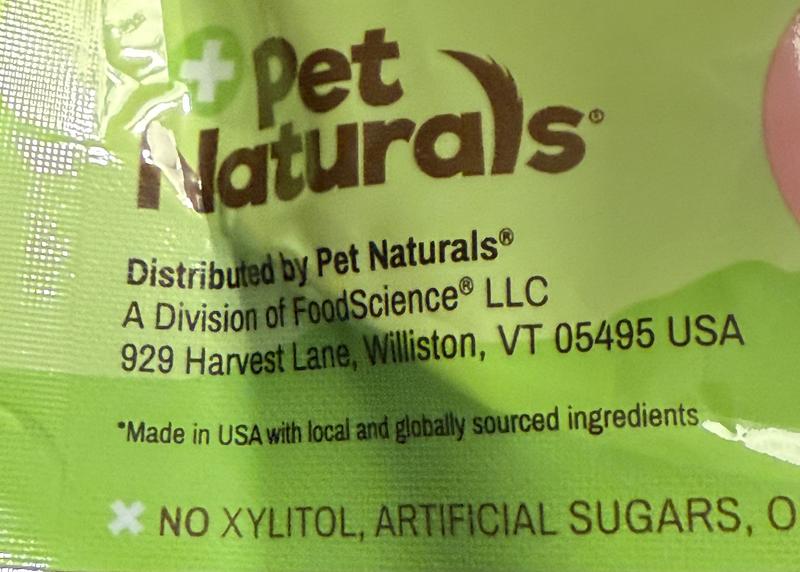 Pet
Naturals®
Distributed by Pet Naturals®
A Division of FoodScience® LLC
929 Harvest Lane, Williston, VT 05495 USA
*Made in USA with local and globally sourced ingredients
NO XYLITOL, ARTIFICIAL SUGARS, O